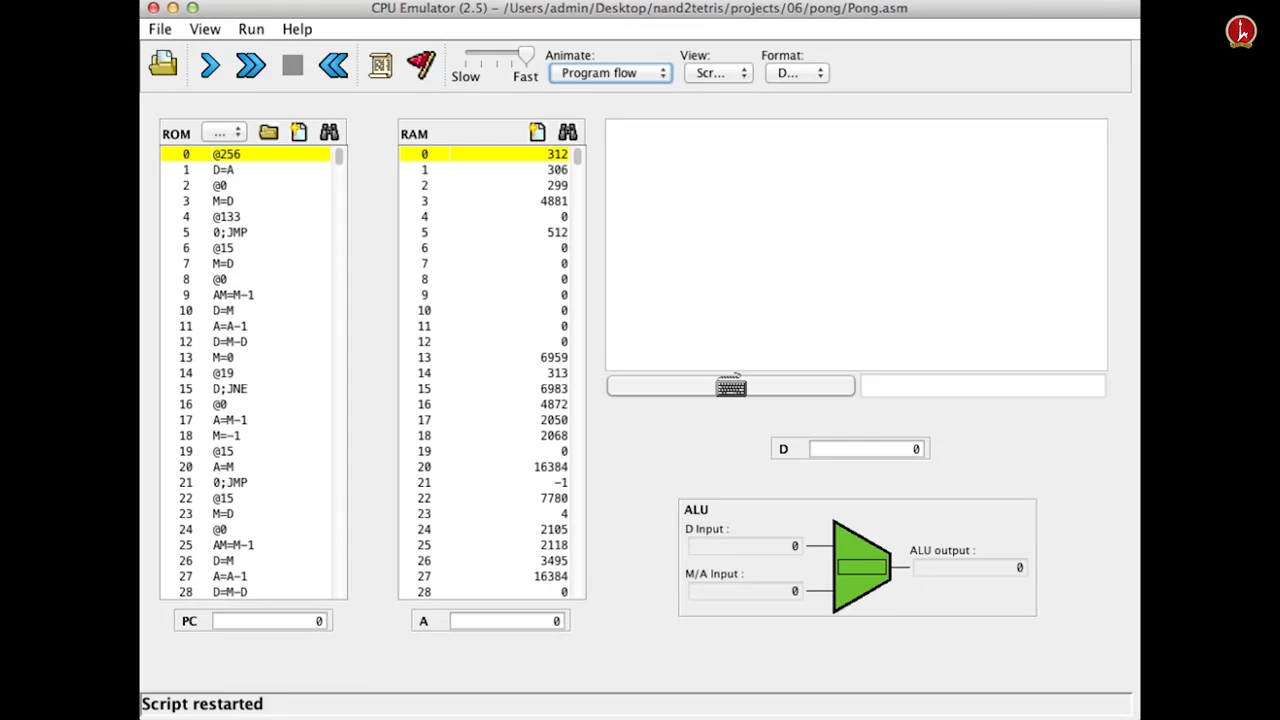 CPU Emulator (2.5) - /Users/admin/Desktop/nand2tetris/projects/06/pong/Pong.asm
File View Run Help
Slow Fast
Animate: View: Format:
Program flow Scr... D...
ROM ... RAM
0 @256 0 312
1 D=A 1 306
2 @0 2 299
3 M=D 3 4881
4 @133 4 0
5 0;JMP 5 512
6 @15 6 0
7 M=D 7 0
8 @0 8 0
9 AM=M-1 9 0
10 D=M 10 0
11 A=A-1 11 0
12 D=M-D 12 0
13 M=0 13 6959
14 @19 14 313
15 D;JNE 15 6983
16 @0 16 4872
17 A=M-1 17 2050
18 M=-1 18 2068
19 @15 19 0
20 A=M 20 16384
21 0;JMP 21 -1
22 @15 22 7780
23 M=D 23 4
24 @0 24 2105
25 AM=M-1 25 2118
26 D=M 26 3495
27 A=A-1 27 16384
28 D=M-D 28 0
PC 0 A 0
D 0
ALU
D Input :
0
M/A Input :
0
ALU output :
0
Script restarted